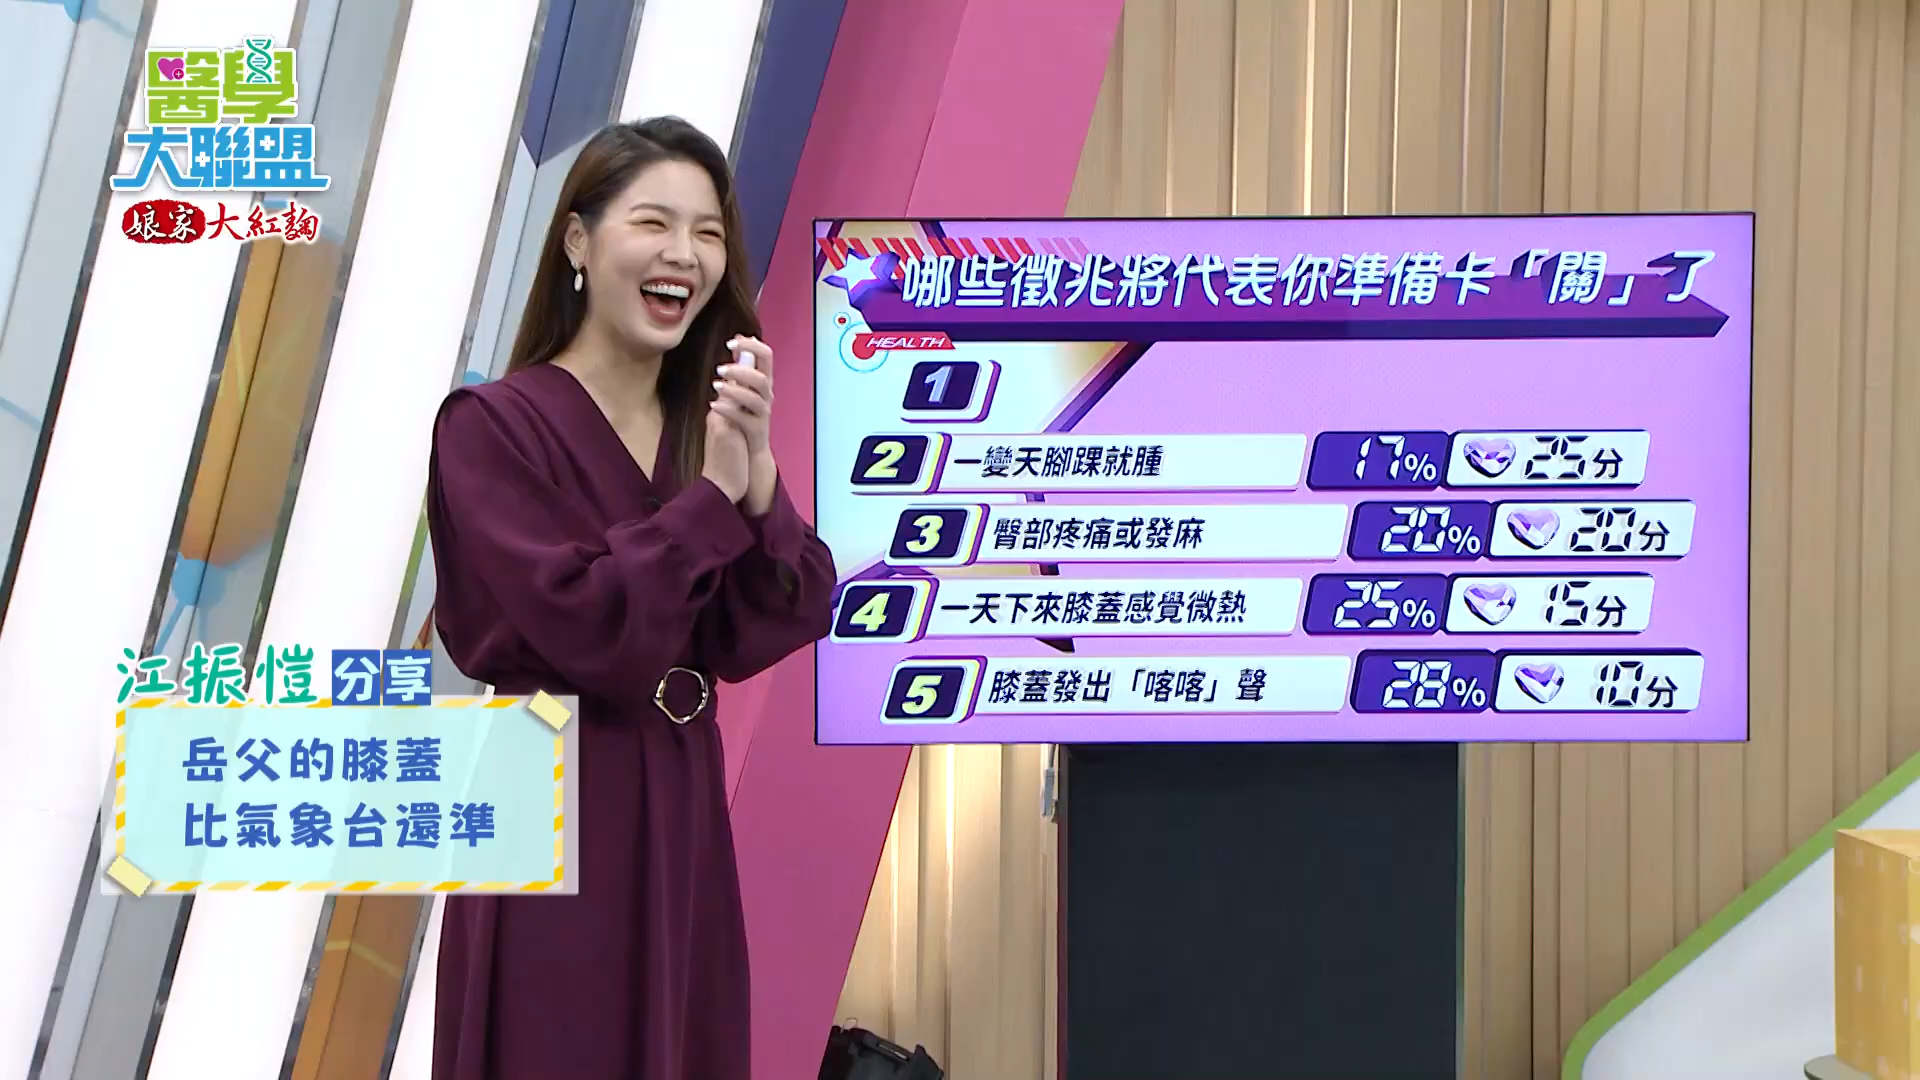 醫學
大聯盟
娘家大紅麴
哪些徵兆將代表你準備卡「關」了
HEALTH
1
2 一變天腳踝就腫 17% 25分
3 臀部疼痛或發麻 20% 20分
4 一天下來膝蓋感覺微熱 25% 15分
5 膝蓋發出「喀喀」聲 28% 10分
江振愷 分享
岳父的膝蓋
比氣象台還準